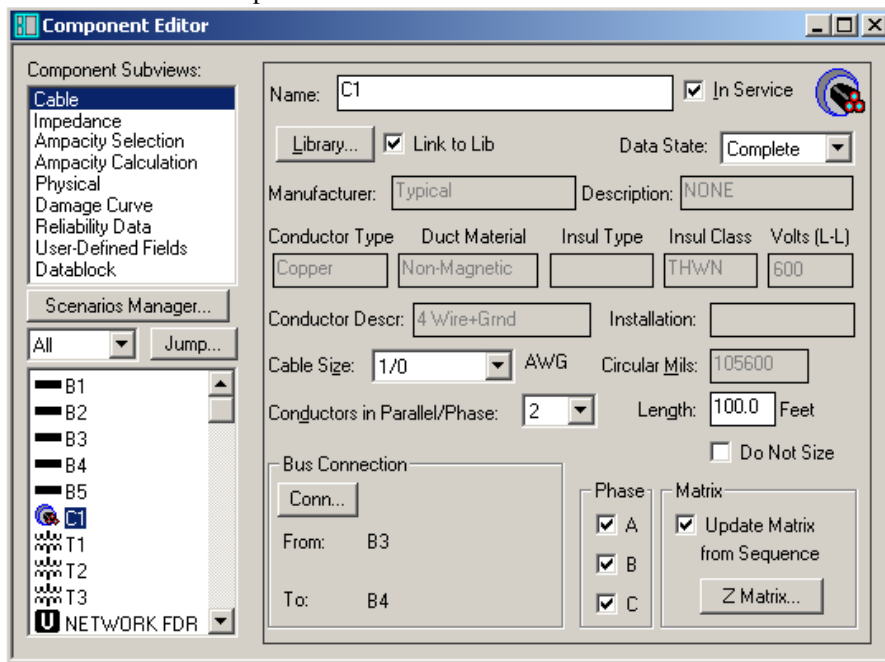 Component Editor
Component Subviews:
Cable
Impedance
Ampacity Selection
Ampacity Calculation
Physical
Damage Curve
Reliability Data
User-Defined Fields
Datablock
Scenarios Manager...
All Jump...
B1
B2
B3
B4
B5
C1
T1
T2
T3
U NETWORK FDR
Name: C1 In Service
Library... Link to Lib Data State: Complete
Manufacturer: Typical Description: NONE
Conductor Type Duct Material Insul Type Insul Class Volts (L-L)
Copper Non-Magnetic THWN 600
Conductor Descr: 4 Wire+Grnd Installation:
Cable Size: 1/0 AWG Circular Mils: 105600
Conductors in Parallel/Phase: 2 Length: 100.0 Feet
Do Not Size
Bus Connection
Conn...
From: B3
To: B4
Phase
A
B
C
Matrix
Update Matrix
from Sequence
Z Matrix...